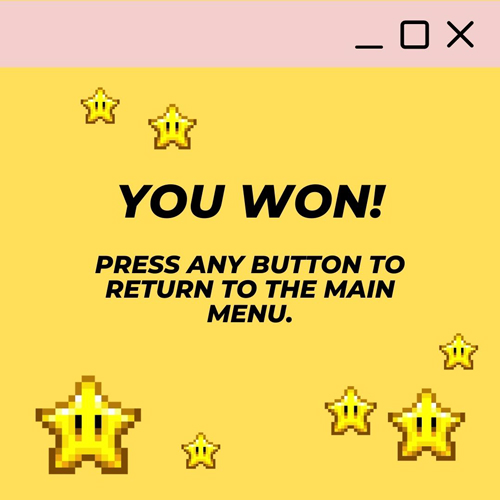 YOU WON!
PRESS ANY BUTTON TO
RETURN TO THE MAIN
MENU.